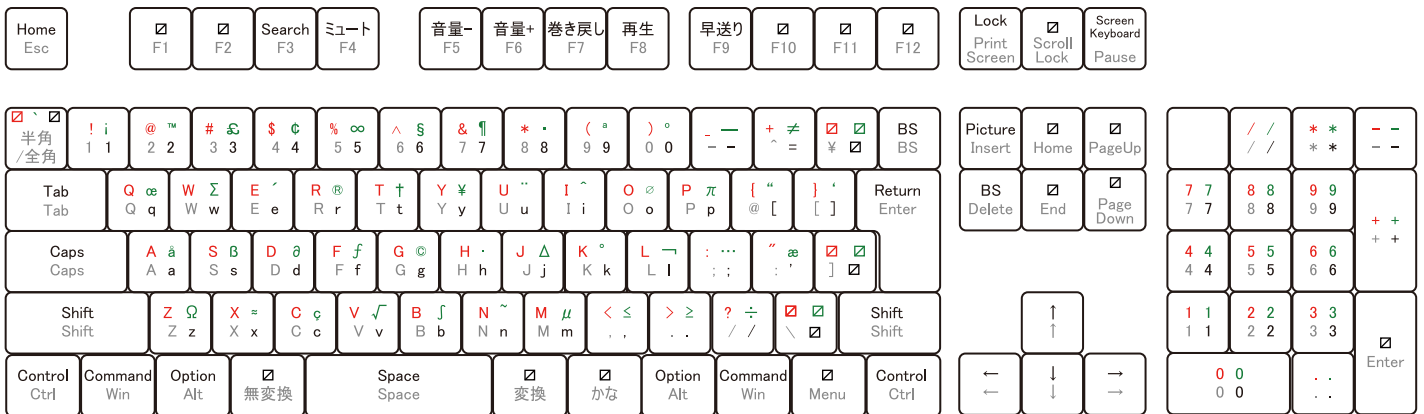 Home 〼 〼 Search ミュート 音量- 音量+ 巻き戻し 再生 早送り 〼 〼 〼 Lock 〼 Screen Keyboard
Esc F1 F2 F3 F4 F5 F6 F7 F8 F9 F10 F11 F12 Print Screen Scroll Lock Pause
〼 ` 〼 ! ¡ @ ™ # £ $ ¢ % ∞ ^ § & ¶ * · ( ª ) º _ — + ≠ 〼 〼 BS Picture 〼 〼 / / * * - -
半角/全角 1 1 2 2 3 3 4 4 5 5 6 6 7 7 8 8 9 9 0 0 - - ^ = ¥ 〼 BS Insert Home PageUp / / * * - -
Tab Q œ W Σ E ´ R ® T † Y ¥ U ¨ I ˆ O ⌀ P π { “ } ‘ Return BS 〼 〼 7 7 8 8 9 9 + +
Tab Q q W w E e R r T t Y y U u I i O o P p @ [ [ ] Enter Delete End Page Down 7 7 8 8 9 9 + +
Caps A å S ß D ∂ F ƒ G © H · J Δ K ° L ¬ : … ” æ 〼 〼 4 4 5 5 6 6
Caps A a S s D d F f G g H h J j K k L l ; ; : ' ] 〼 4 4 5 5 6 6
Shift Z Ω X ≈ C ç V √ B ∫ N ~ M μ < ≤ > ≥ ? ÷ 〼 〼 Shift ↑ 1 1 2 2 3 3 〼
Shift Z z X x C c V v B b N n M m , , . . / / \ 〼 Shift ↑ 1 1 2 2 3 3 Enter
Control Command Option 〼 Space 〼 〼 Option Command 〼 Control ← ↓ → 0 0 . .
Ctrl Win Alt 無変換 Space 変換 かな Alt Win Menu Ctrl ← ↓ → 0 0 . .